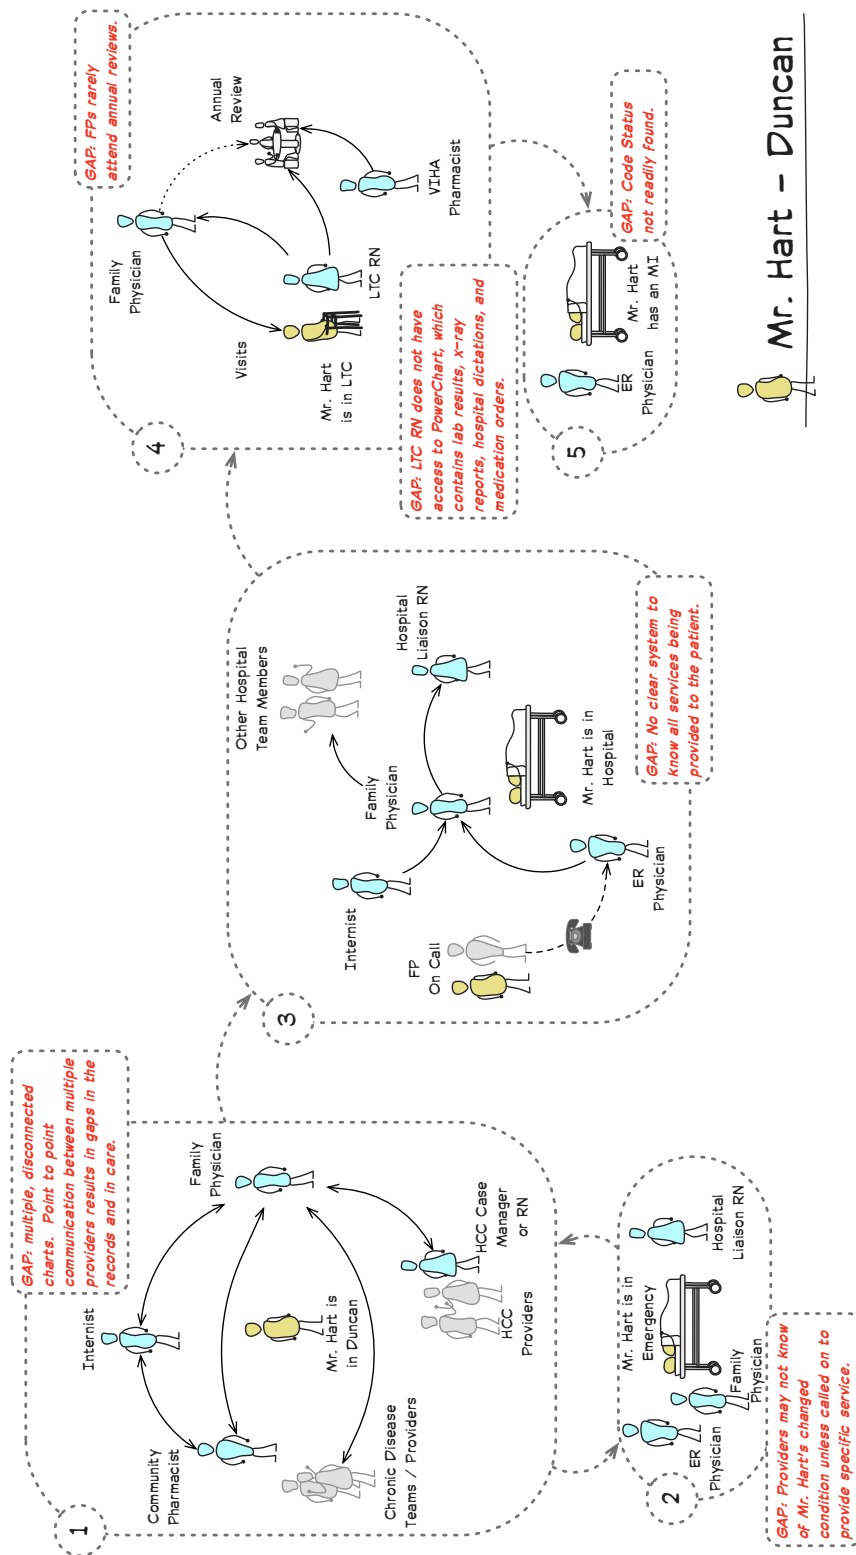 Mr. Hart - Duncan
1
GAP: multiple, disconnected
charts. Point to point
communication between multiple
providers results in gaps in the
records and in care.
Internist
Family
Physician
Community
Pharmacist
Mr. Hart is
in Duncan
Chronic Disease
Teams / Providers
HCC
Providers
HCC Case
Manager
or RN
2
Mr. Hart is in
Emergency
ER
Physician
Family
Physician
Hospital
Liaison RN
GAP: Providers may not know
of Mr. Hart's changed
condition unless called on to
provide specific service.
3
Other Hospital
Team Members
Internist
Family
Physician
Hospital
Liaison RN
FP
On Call
ER
Physician
Mr. Hart is in
Hospital
GAP: No clear system to
know all services being
provided to the patient.
4
GAP: FPs rarely
attend annual reviews.
Family
Physician
Annual
Review
Visits
Mr. Hart
is in LTC
LTC RN
VIHA
Pharmacist
GAP: LTC RN does not have
access to PowerChart, which
contains lab results, x-ray
reports, hospital dictations, and
medication orders.
5
ER
Physician
Mr. Hart
has an MI
GAP: Code Status
not readily found.